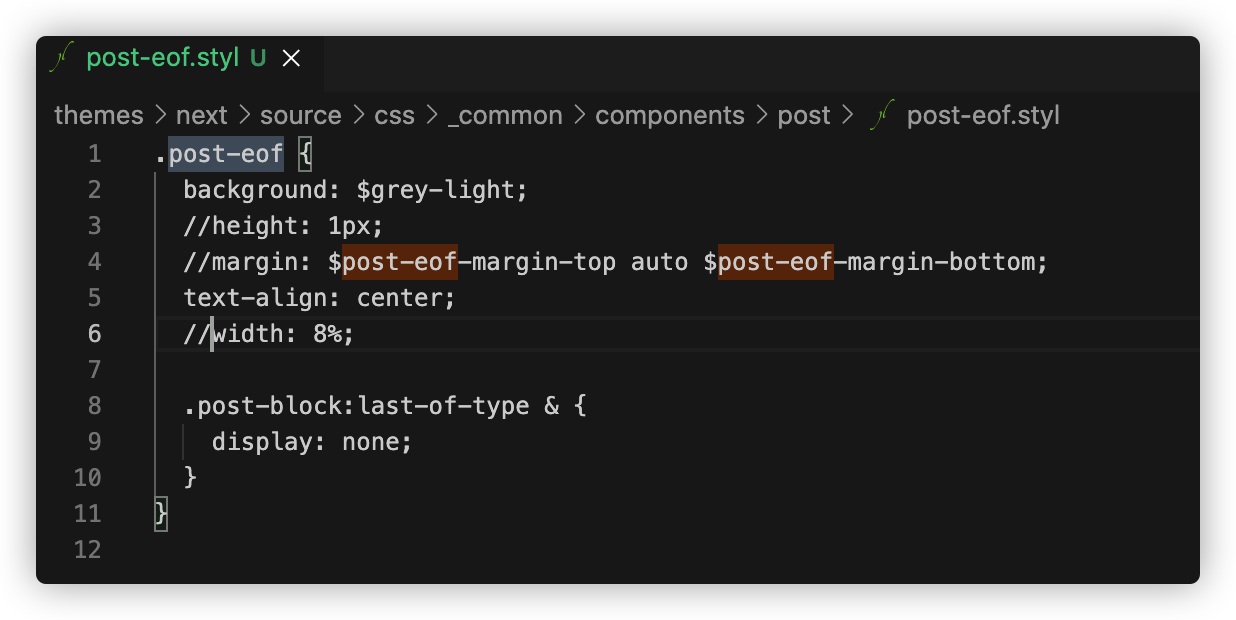 post-eof.styl U ×
themes > next > source > css > _common > components > post > post-eof.styl
1 .post-eof {
2   background: $grey-light;
3   //height: 1px;
4   //margin: $post-eof-margin-top auto $post-eof-margin-bottom;
5   text-align: center;
6   //width: 8%;
7
8   .post-block:last-of-type & {
9     display: none;
10   }
11 }
12